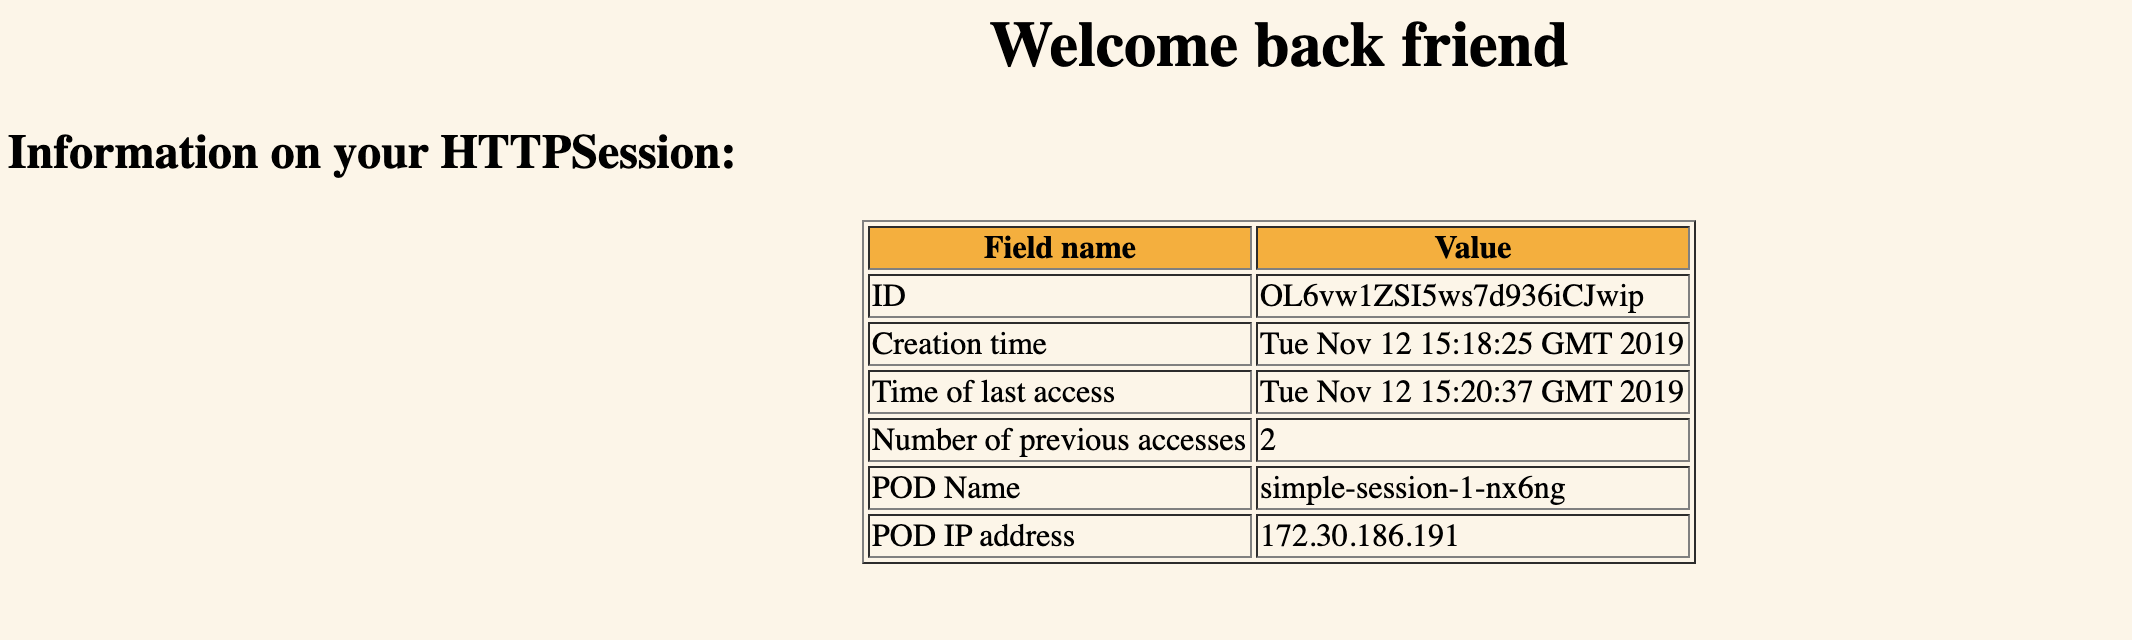 Welcome back friend
Information on your HTTPSession:
Field name Value
ID OL6vw1ZSI5ws7d936iCJwip
Creation time Tue Nov 12 15:18:25 GMT 2019
Time of last access Tue Nov 12 15:20:37 GMT 2019
Number of previous accesses 2
POD Name simple-session-1-nx6ng
POD IP address 172.30.186.191